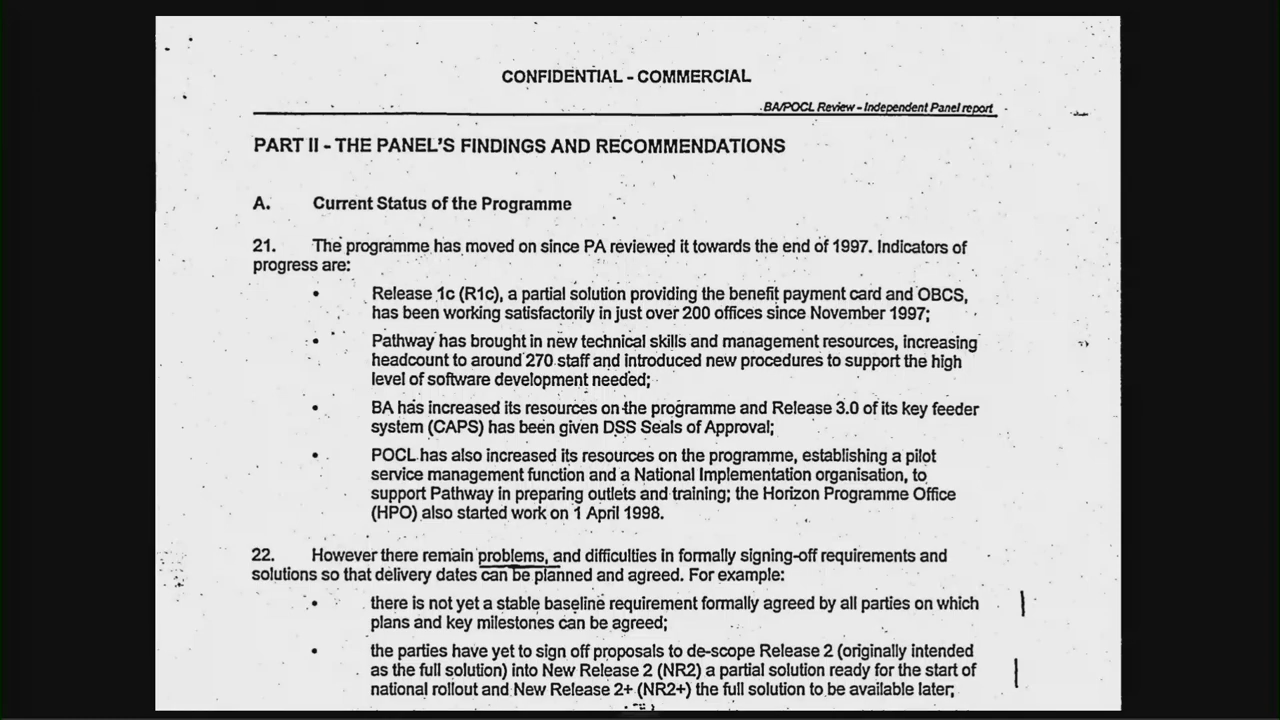 CONFIDENTIAL - COMMERCIAL
BA/POCL Review - Independent Panel report
PART II - THE PANEL'S FINDINGS AND RECOMMENDATIONS
A. Current Status of the Programme
21. The programme has moved on since PA reviewed it towards the end of 1997. Indicators of
progress are:
• Release 1c (R1c), a partial solution providing the benefit payment card and OBCS,
has been working satisfactorily in just over 200 offices since November 1997;
• Pathway has brought in new technical skills and management resources, increasing
headcount to around 270 staff and introduced new procedures to support the high
level of software development needed;
• BA has increased its resources on the programme and Release 3.0 of its key feeder
system (CAPS) has been given DSS Seals of Approval;
• POCL has also increased its resources on the programme, establishing a pilot
service management function and a National Implementation organisation, to
support Pathway in preparing outlets and training; the Horizon Programme Office
(HPO) also started work on 1 April 1998.
22. However there remain problems, and difficulties in formally signing-off requirements and
solutions so that delivery dates can be planned and agreed. For example:
• there is not yet a stable baseline requirement formally agreed by all parties on which
plans and key milestones can be agreed;
• the parties have yet to sign off proposals to de-scope Release 2 (originally intended
as the full solution) into New Release 2 (NR2) a partial solution ready for the start of
national rollout and New Release 2+ (NR2+) the full solution to be available later;